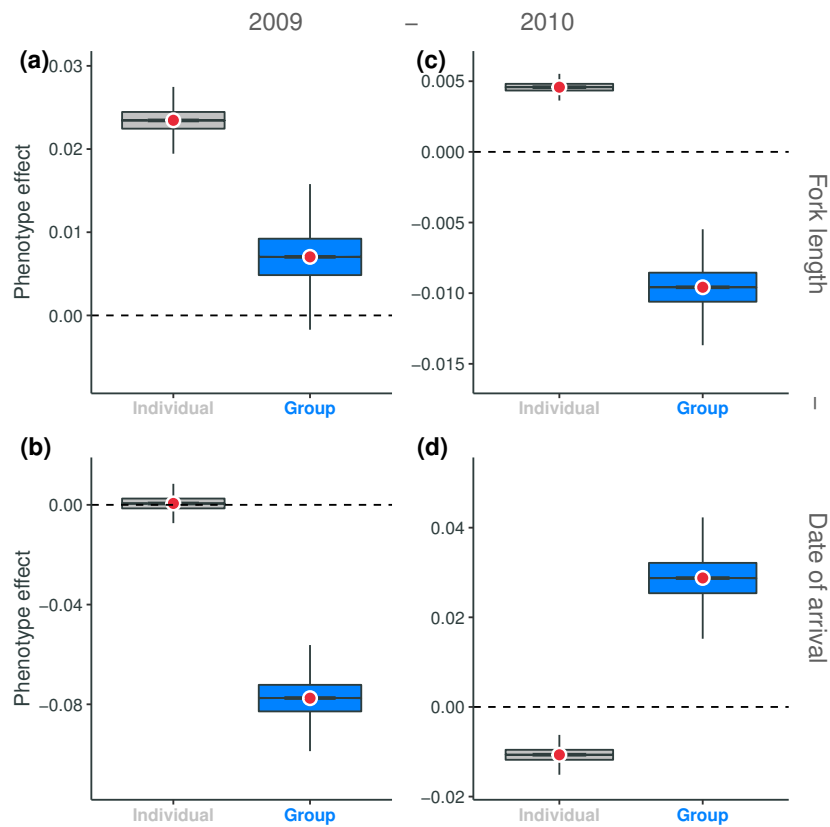 2009 – 2010
(a)
0.03
0.02
0.01
0.00
Phenotype effect
Individual Group
(c)
0.005
0.000
−0.005
−0.010
−0.015
Individual Group
Fork length – Date of arrival
(b)
0.00
−0.04
−0.08
Phenotype effect
Individual Group
(d)
0.04
0.02
0.00
−0.02
Individual Group